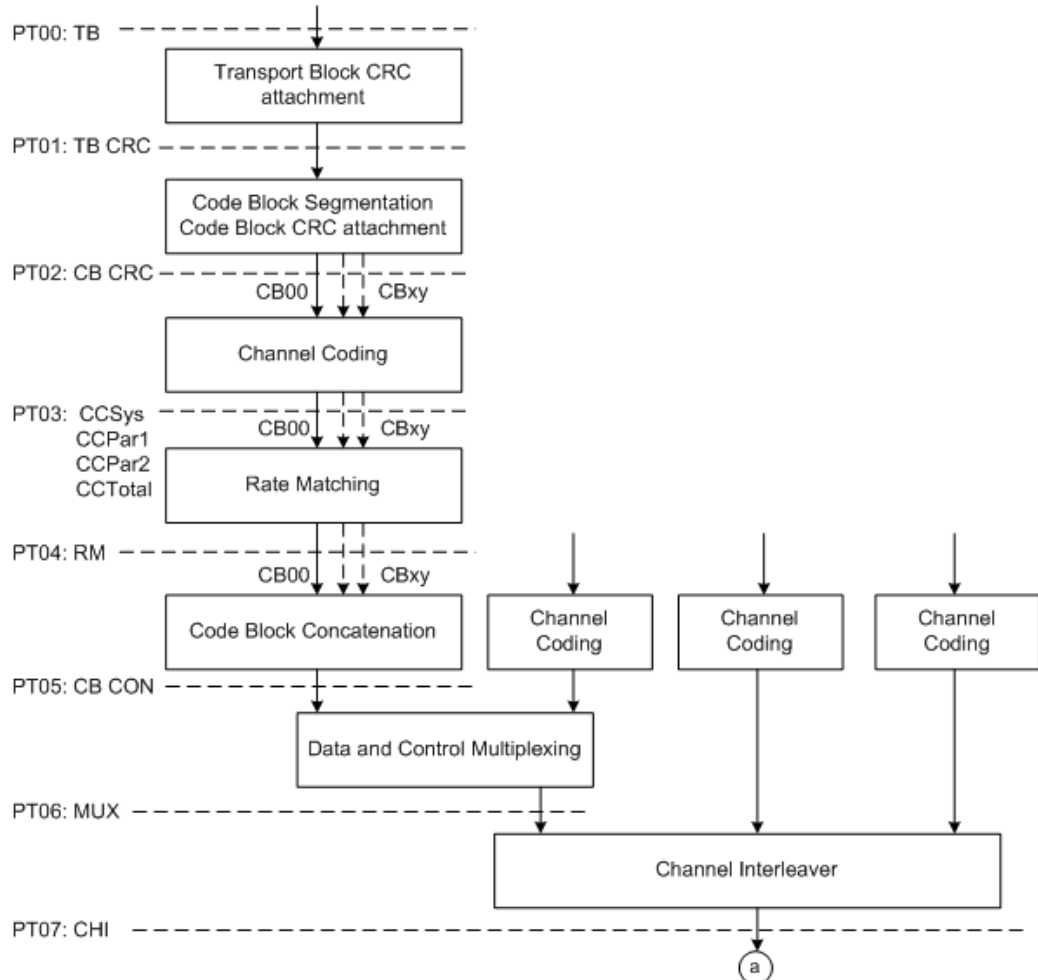 PT00: TB
Transport Block CRC
attachment
PT01: TB CRC
Code Block Segmentation
Code Block CRC attachment
PT02: CB CRC
CB00
CBxy
Channel Coding
PT03: CCSys
CCPar1
CCPar2
CCTotal
CB00
CBxy
Rate Matching
PT04: RM
CB00
CBxy
Code Block Concatenation
Channel
Coding
Channel
Coding
Channel
Coding
PT05: CB CON
Data and Control Multiplexing
PT06: MUX
Channel Interleaver
PT07: CHI
a